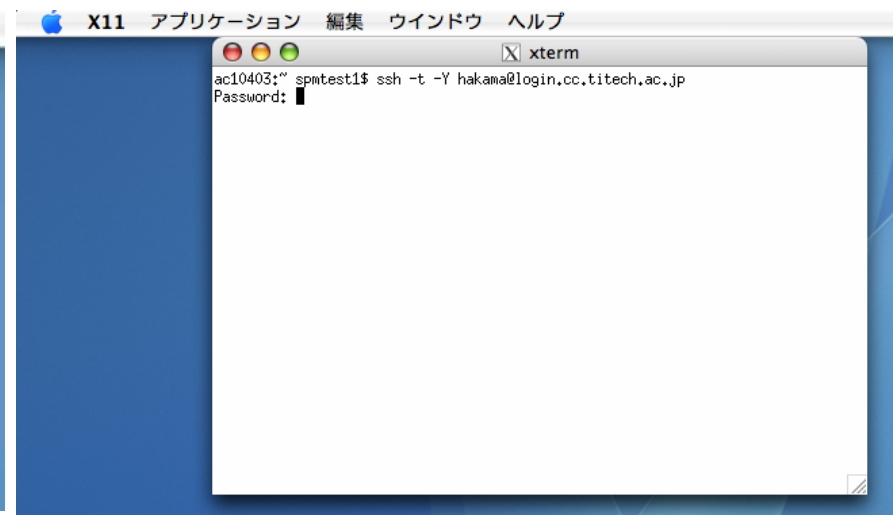 X11 アプリケーション 編集 ウインドウ ヘルプ
X xterm
ac10403:~ spmtest1$ ssh -t -Y hakama@login.cc.titech.ac.jp
Password: